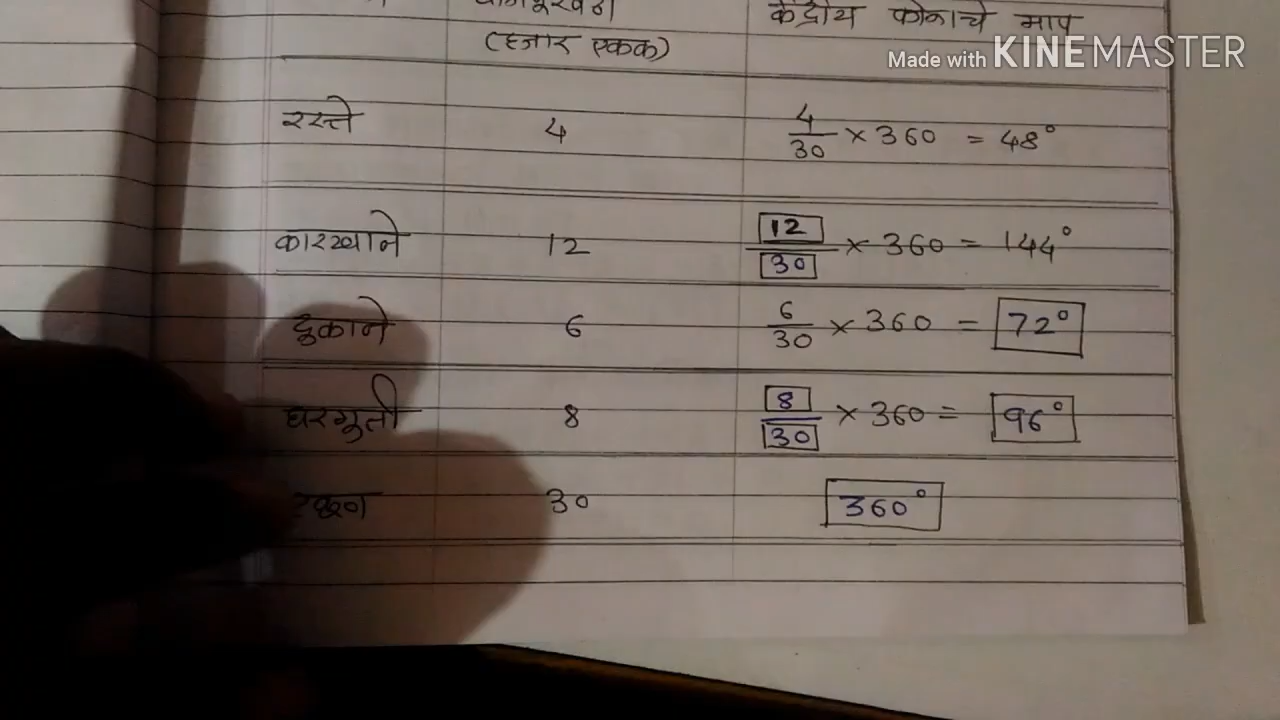 केंद्रीय कोनाचे माप
(हजार एकक)
Made with KINEMASTER
रस्ते 4 4/30 × 360 = 48°
कारखाने 12 12/30 × 360 = 144°
दुकाने 6 6/30 × 360 = 72°
घरगुती 8 8/30 × 360 = 96°
एकूण 30 360°